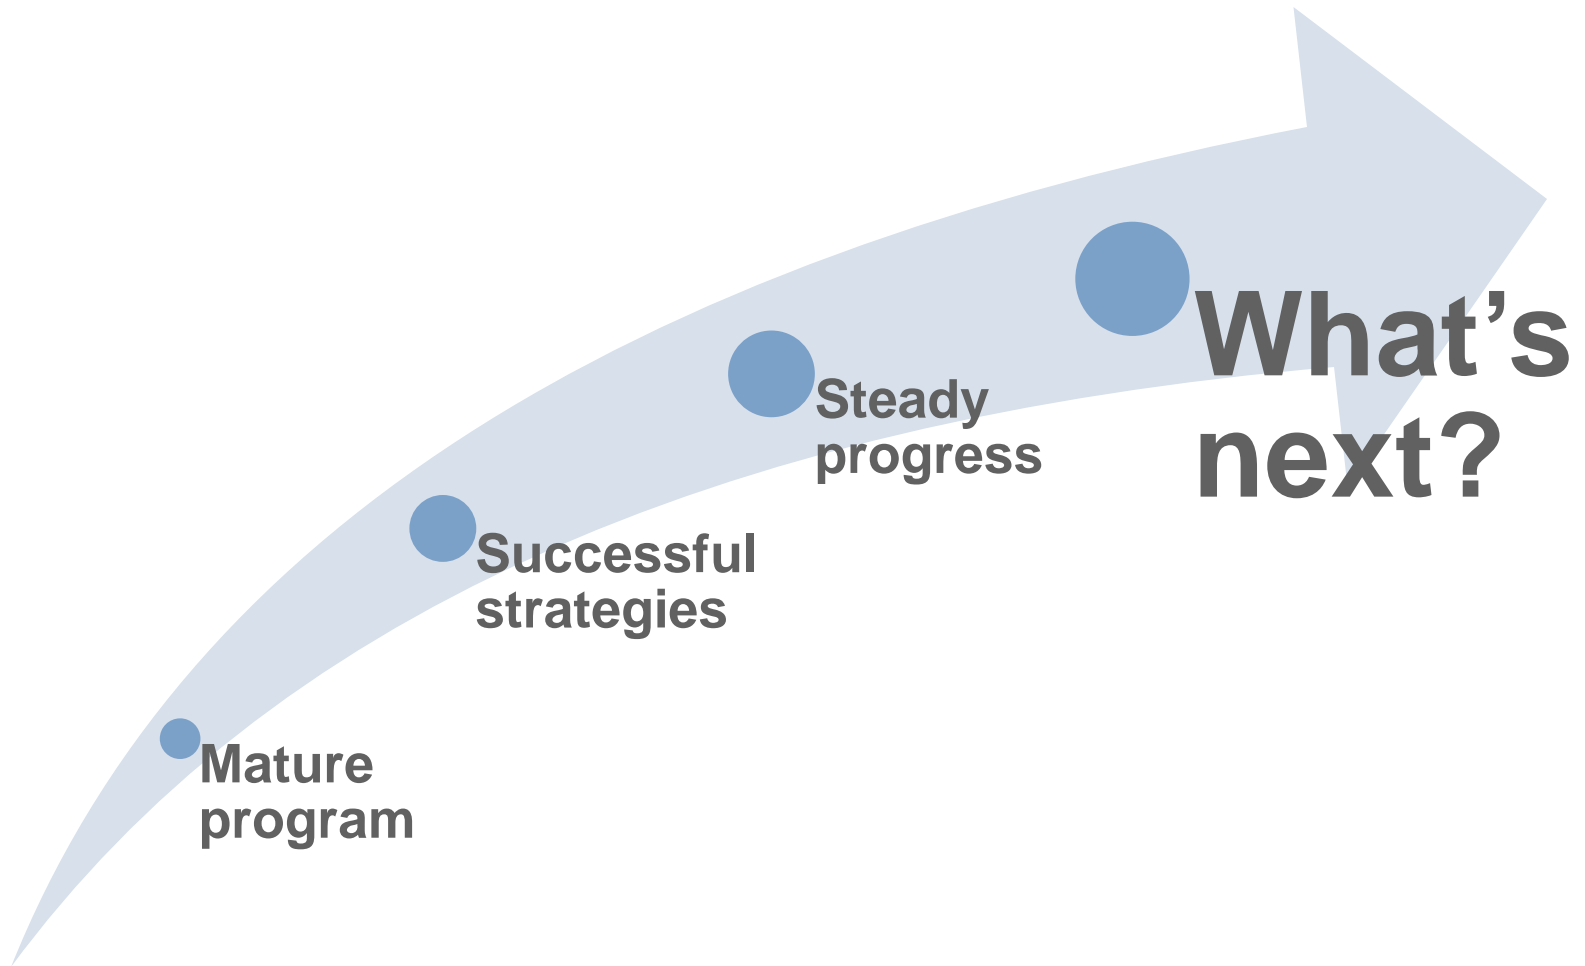 Mature
program
Successful
strategies
Steady
progress
What’s
next?